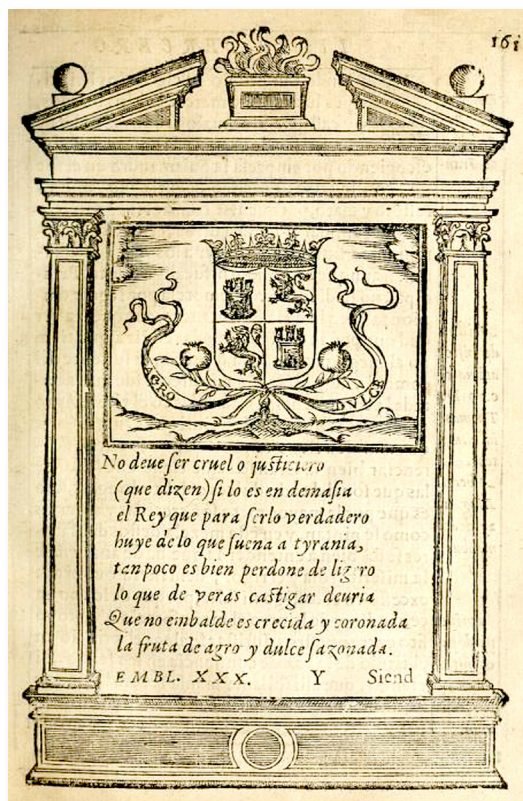 161
AGRO DVLCE
No deue ſer cruel o juſticiero
(que dizen) ſi lo es en demaſia
el Rey que para ſerlo verdadero
huye de lo que ſuena a tyrania,
tanpoco es bien perdone de ligero
lo que de veras caſtigar deuria
Que no embalde es crecida y coronada
la fruta de agro y dulce ſazonada.
EMBL. XXX. Y Siend